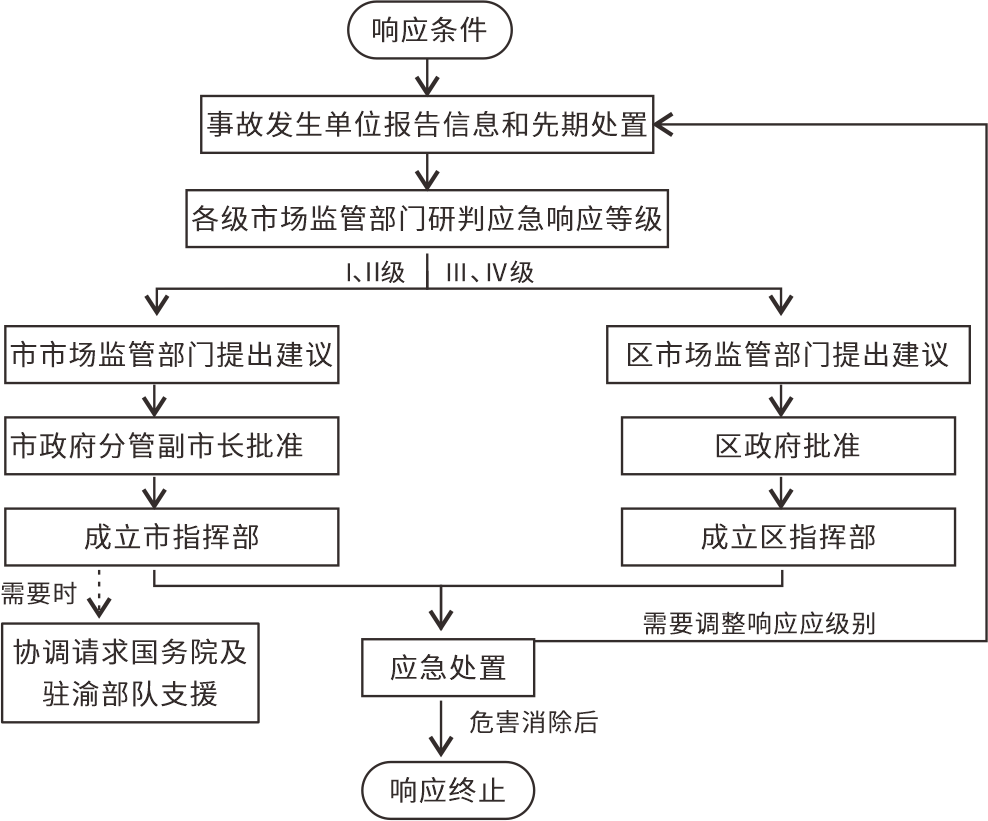 响应条件
事故发生单位报告信息和先期处置
各级市场监管部门研判应急响应等级
I、II级
III、IV级
市市场监管部门提出建议
区市场监管部门提出建议
市政府分管副市长批准
区政府批准
成立市指挥部
成立区指挥部
需要时
需要调整响应应级别
协调请求国务院及
驻渝部队支援
应急处置
危害消除后
响应终止